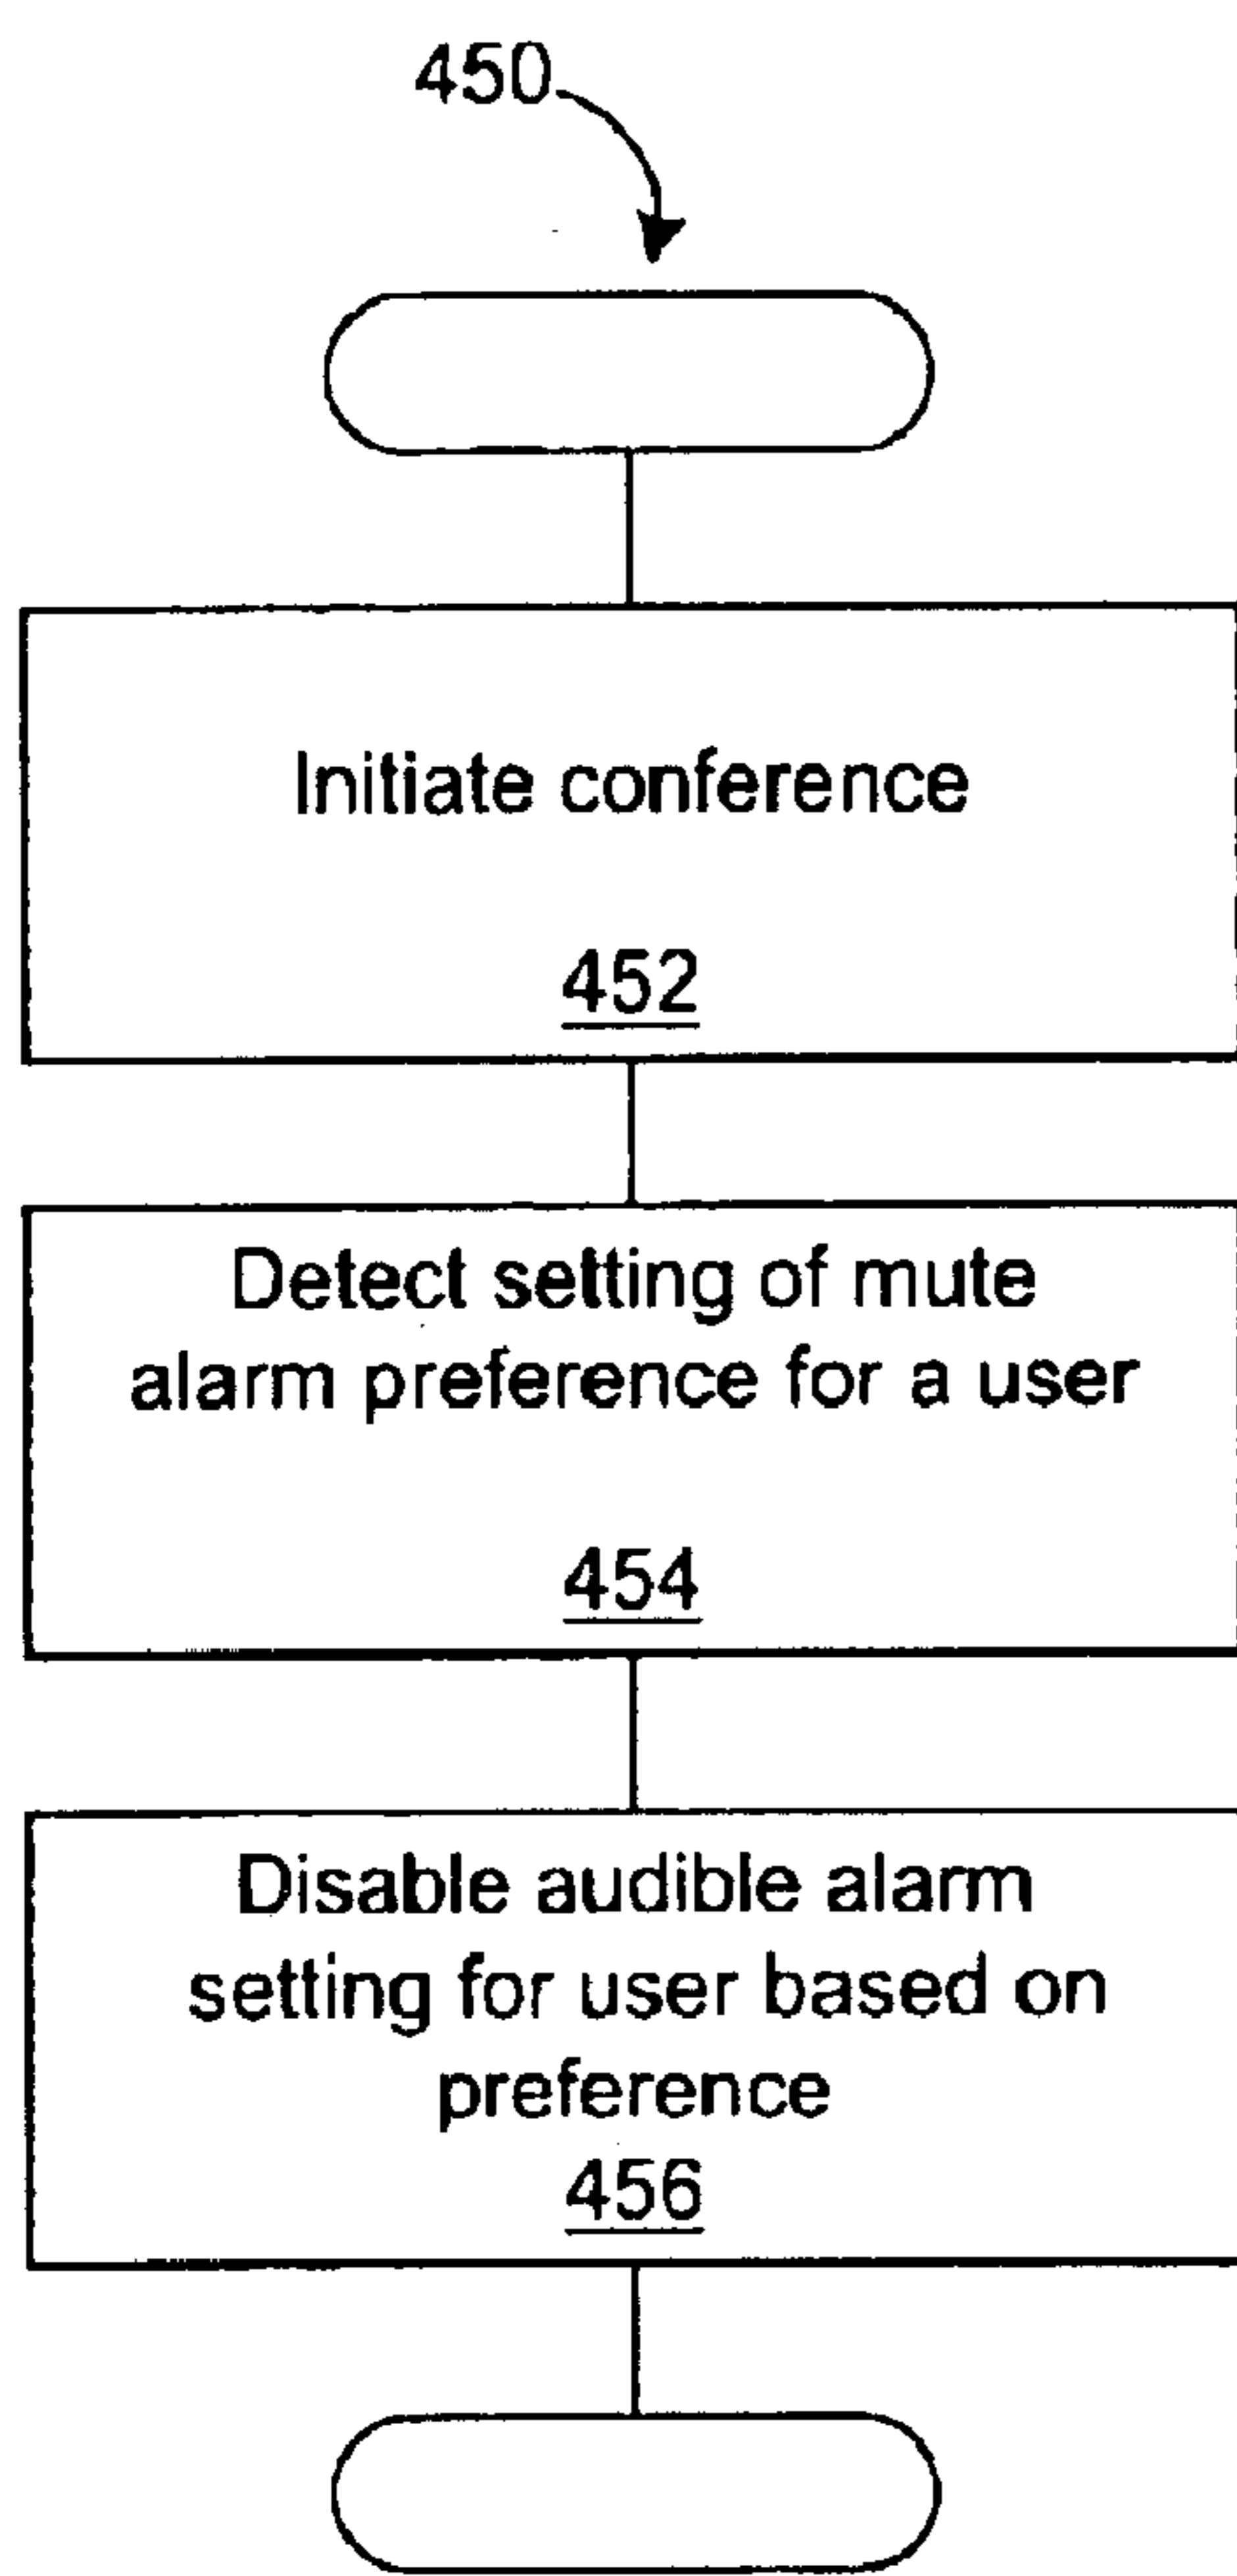 450
Initiate conference
452
Detect setting of mute
alarm preference for a user
454
Disable audible alarm
setting for user based on
preference
456